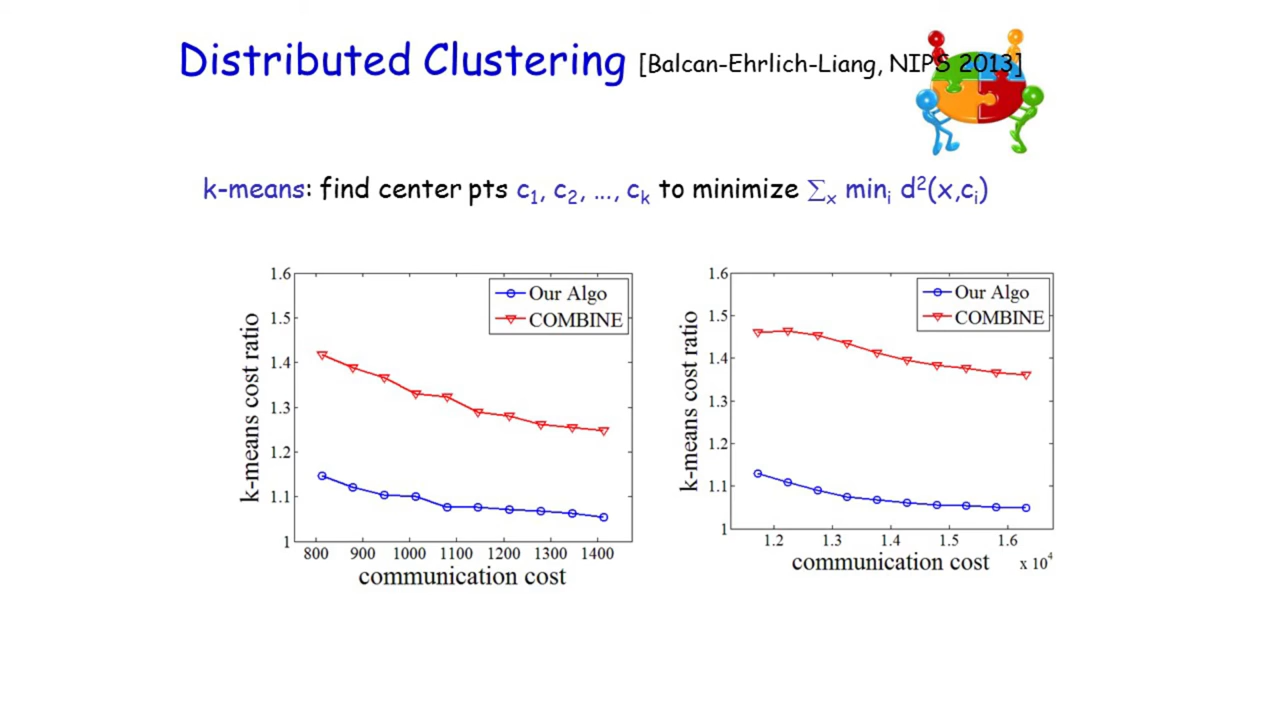 Distributed Clustering [Balcan-Ehrlich-Liang, NIPS 2013]
k-means: find center pts c₁, c₂, ..., cₖ to minimize ∑ₓ minᵢ d²(x,cᵢ)
1.6
1.5
1.4
1.3
1.2
1.1
1
k-means cost ratio
Our Algo
COMBINE
800 900 1000 1100 1200 1300 1400
communication cost
1.6
1.5
1.4
1.3
1.2
1.1
1
k-means cost ratio
Our Algo
COMBINE
1.2 1.3 1.4 1.5 1.6
communication cost x 10⁴